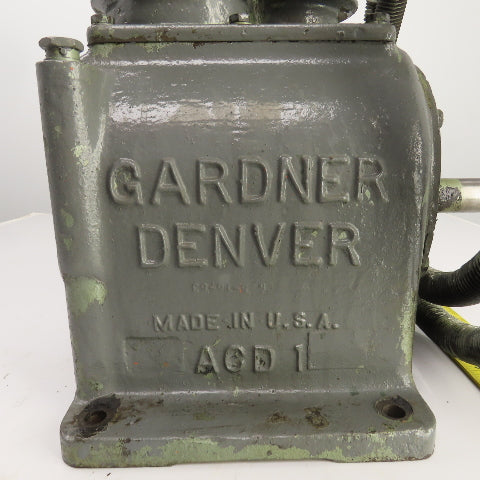 GARDNER
DENVER
MADE IN U.S.A.
ACD 1